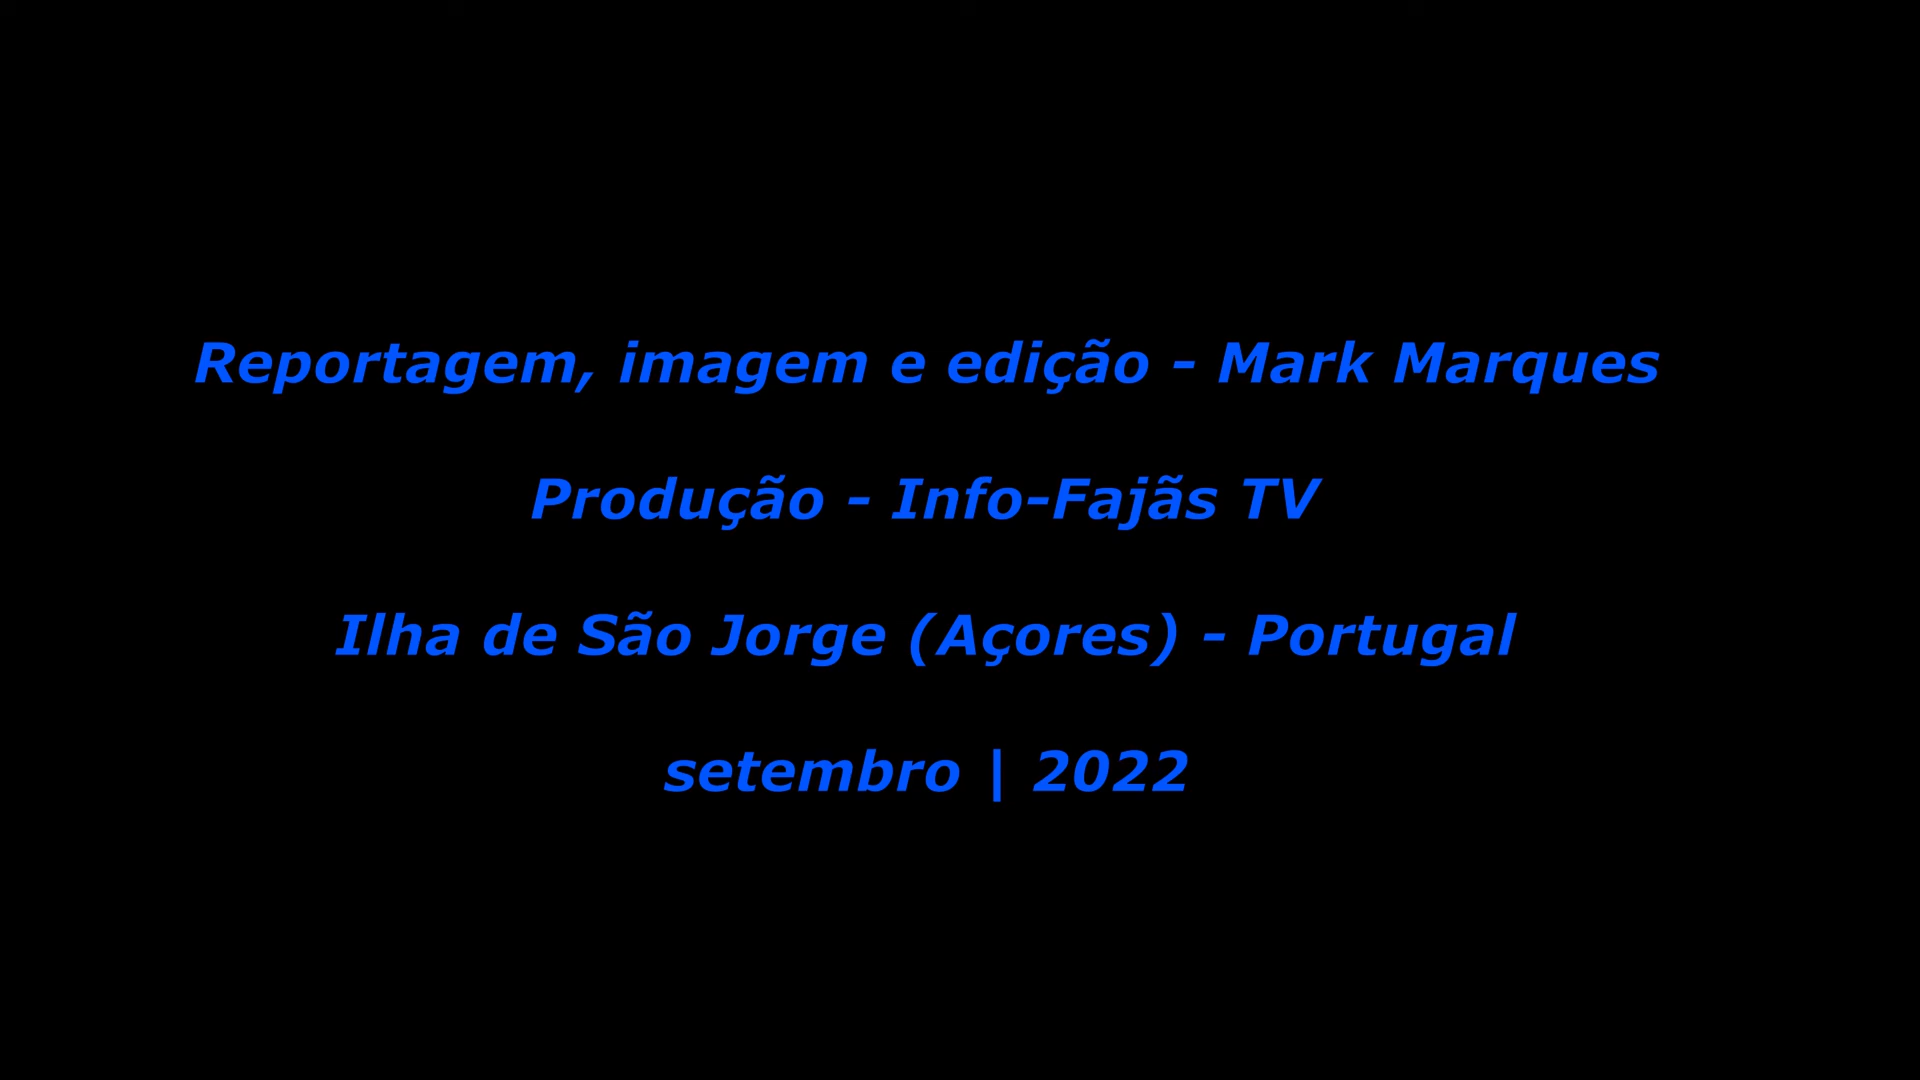 Reportagem, imagem e edição - Mark Marques
Produção - Info-Fajãs TV
Ilha de São Jorge (Açores) - Portugal
setembro | 2022